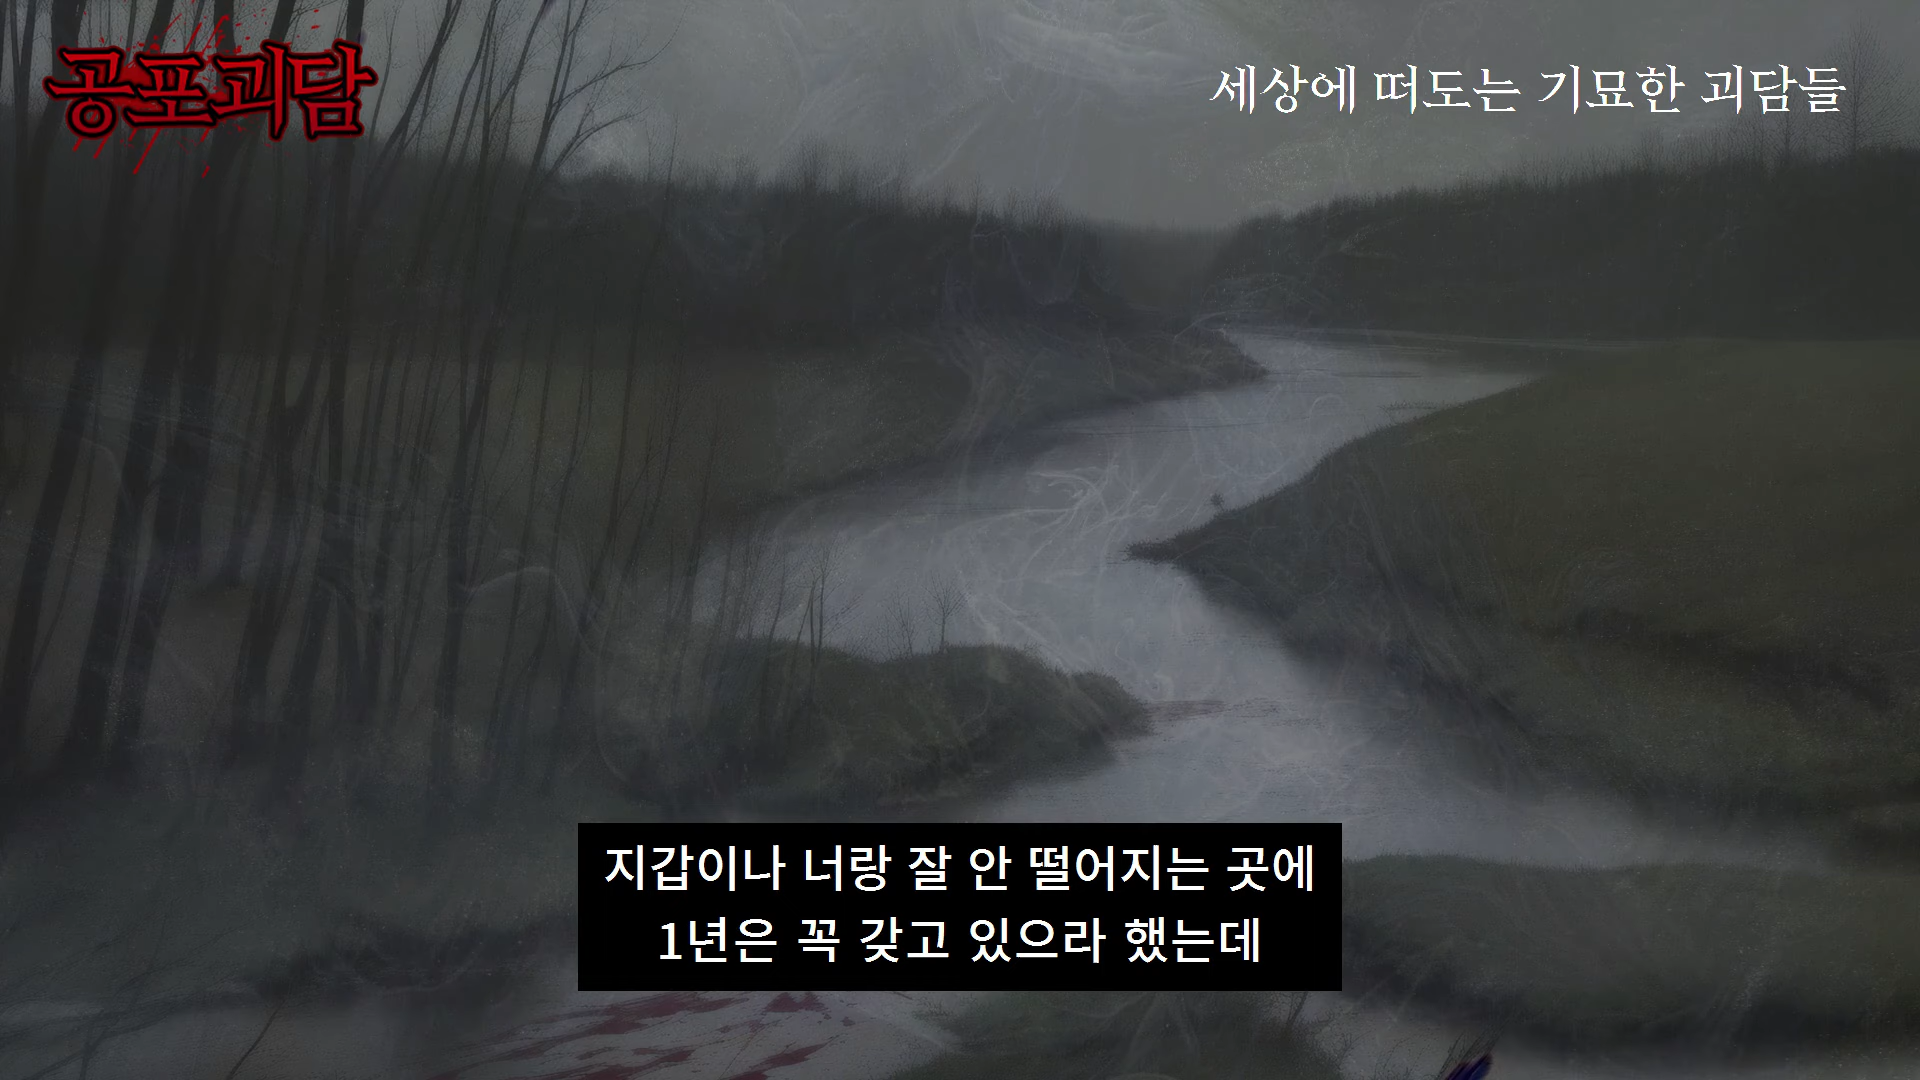 공포괴담
세상에 떠도는 기묘한 괴담들
지갑이나 너랑 잘 안 떨어지는 곳에
1년은 꼭 갖고 있으라 했는데